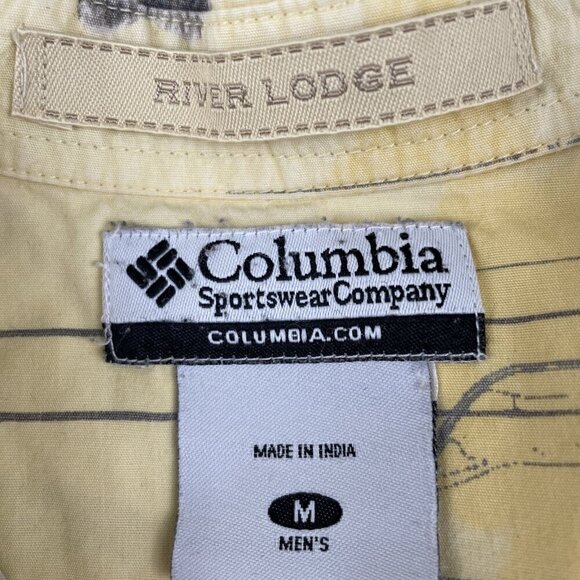 RIVER LODGE
Columbia
Sportswear Company
COLUMBIA.COM
MADE IN INDIA
M
MEN'S